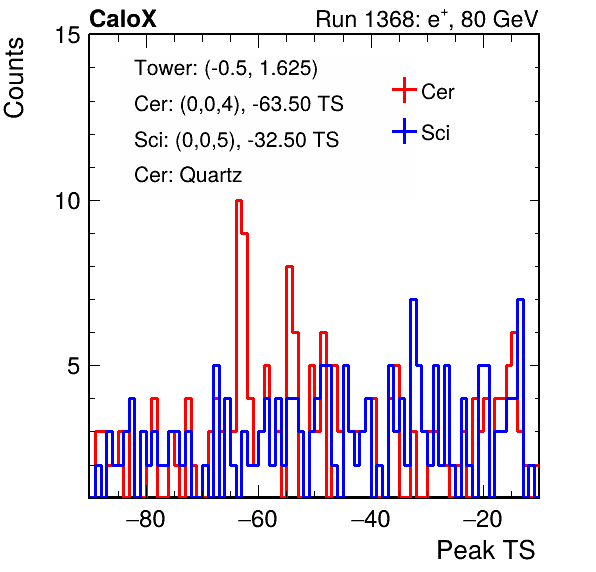 CaloX Run 1368: e⁺, 80 GeV
Counts
15
Tower: (-0.5, 1.625)
Cer: (0,0,4), -63.50 TS
Sci: (0,0,5), -32.50 TS
Cer: Quartz
Cer
Sci
10
5
−80 −60 −40 −20
Peak TS